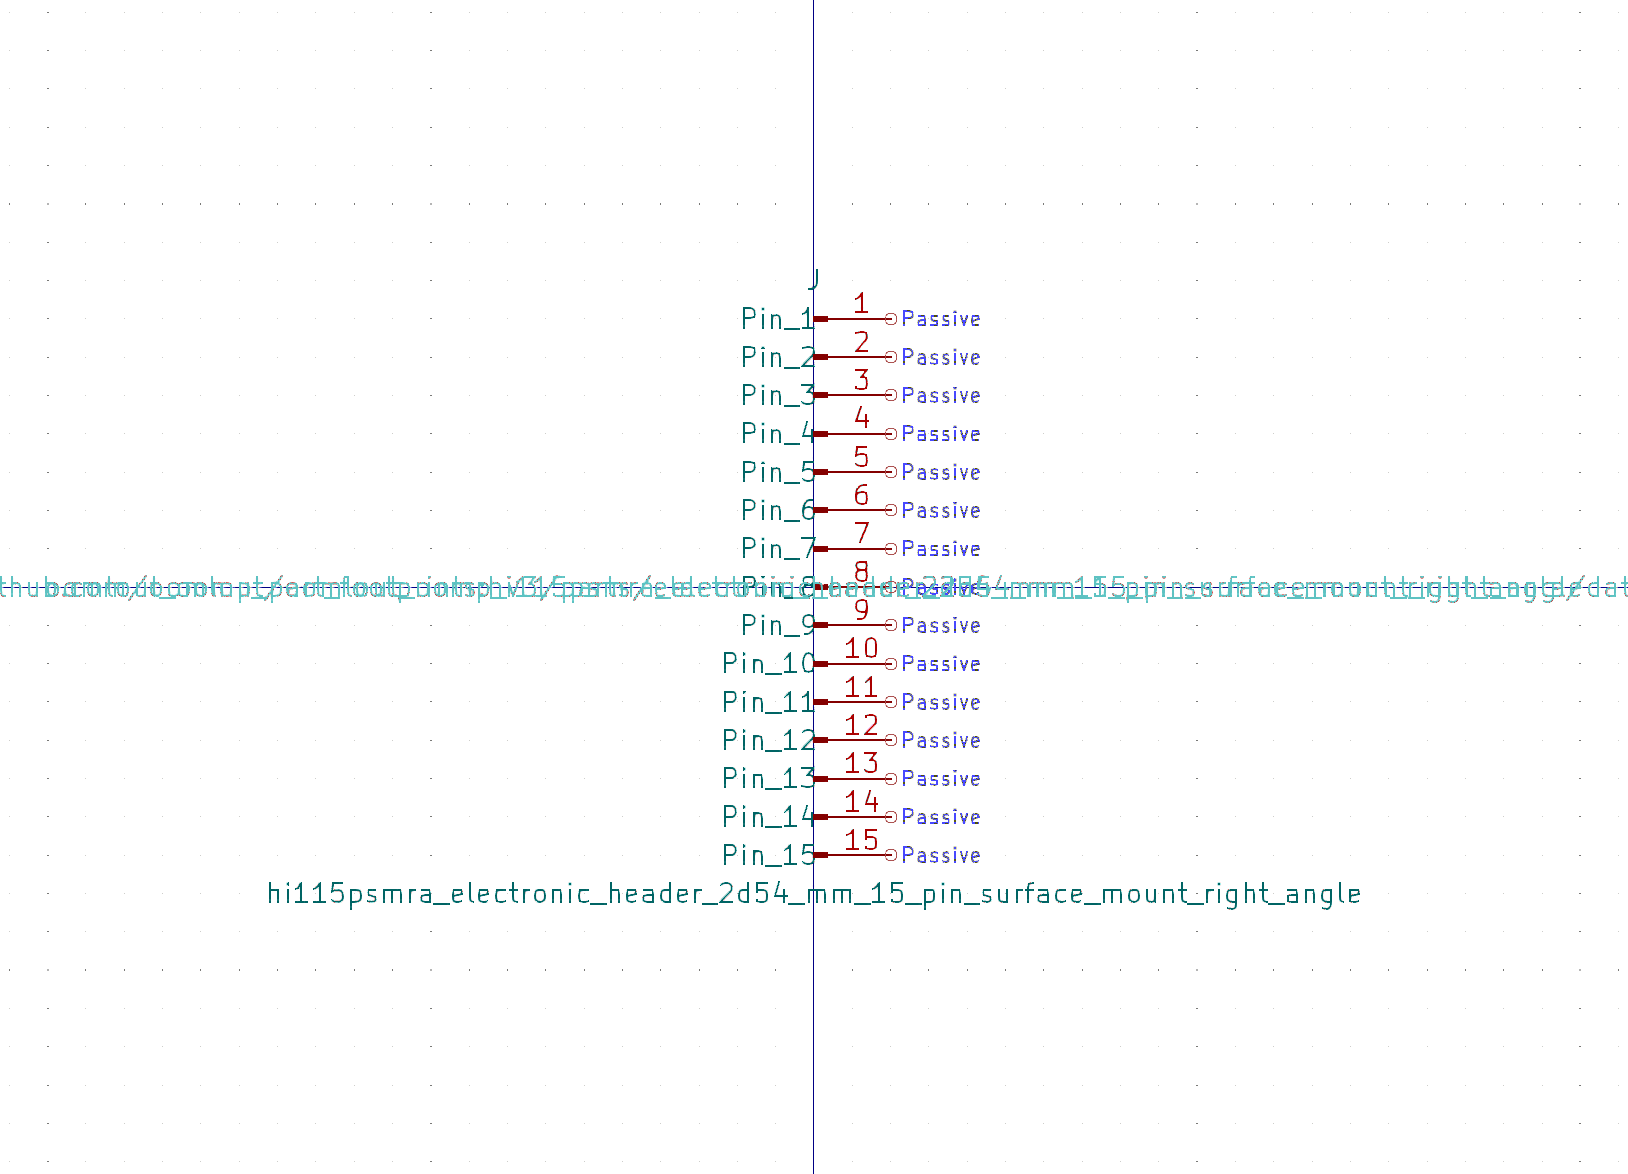 J
Pin_1 1 Passive
Pin_2 2 Passive
Pin_3 3 Passive
Pin_4 4 Passive
Pin_5 5 Passive
Pin_6 6 Passive
Pin_7 7 Passive
Pin_8 8 Passive
Pin_9 9 Passive
Pin_10 10 Passive
Pin_11 11 Passive
Pin_12 12 Passive
Pin_13 13 Passive
Pin_14 14 Passive
Pin_15 15 Passive
hi115psmra_electronic_header_2d54_mm_15_pin_surface_mount_right_angle